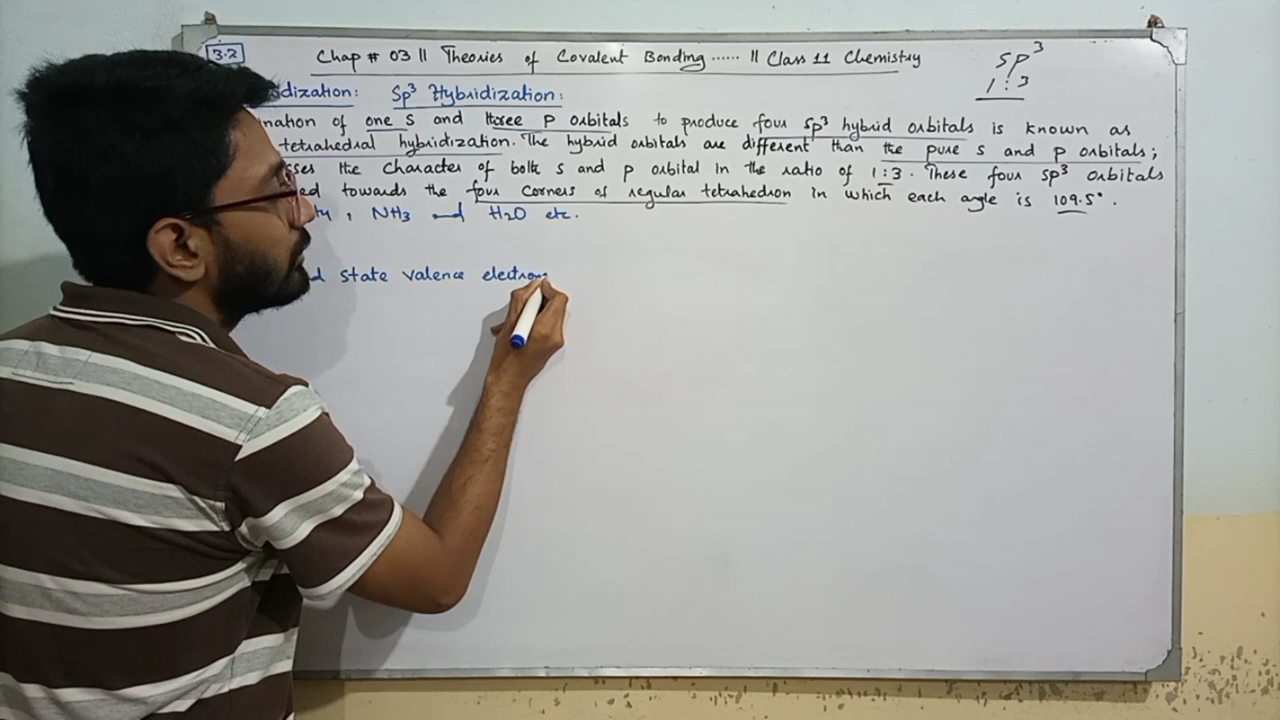 3.2
Chap # 03 || Theories of Covalent Bonding ...... || Class 11 Chemistry
sp³
1:3
dization: Sp³ Hybridization:
ination of one s and three p orbitals to produce four sp³ hybrid orbitals is known as
tetrahedral hybridization. The hybrid orbitals are different than the pure s and p orbitals;
ses the character of both s and p orbital in the ratio of 1:3. These four sp³ orbitals
ed towards the four corners of regular tetrahedron in which each angle is 109.5°.
, NH3 and H2O etc.
d state valence electron